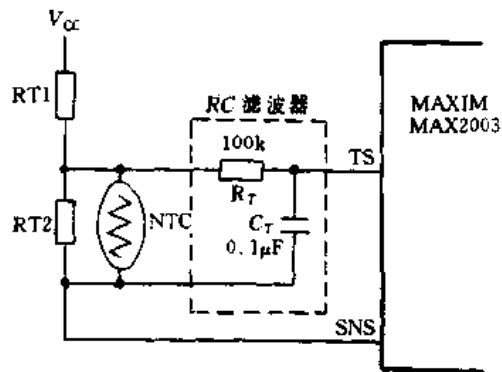 V_CC
RT1
RC 滤波器
MAXIM
MAX2003
100k
TS
R_T
RT2
NTC
C_T
0.1μF
SNS